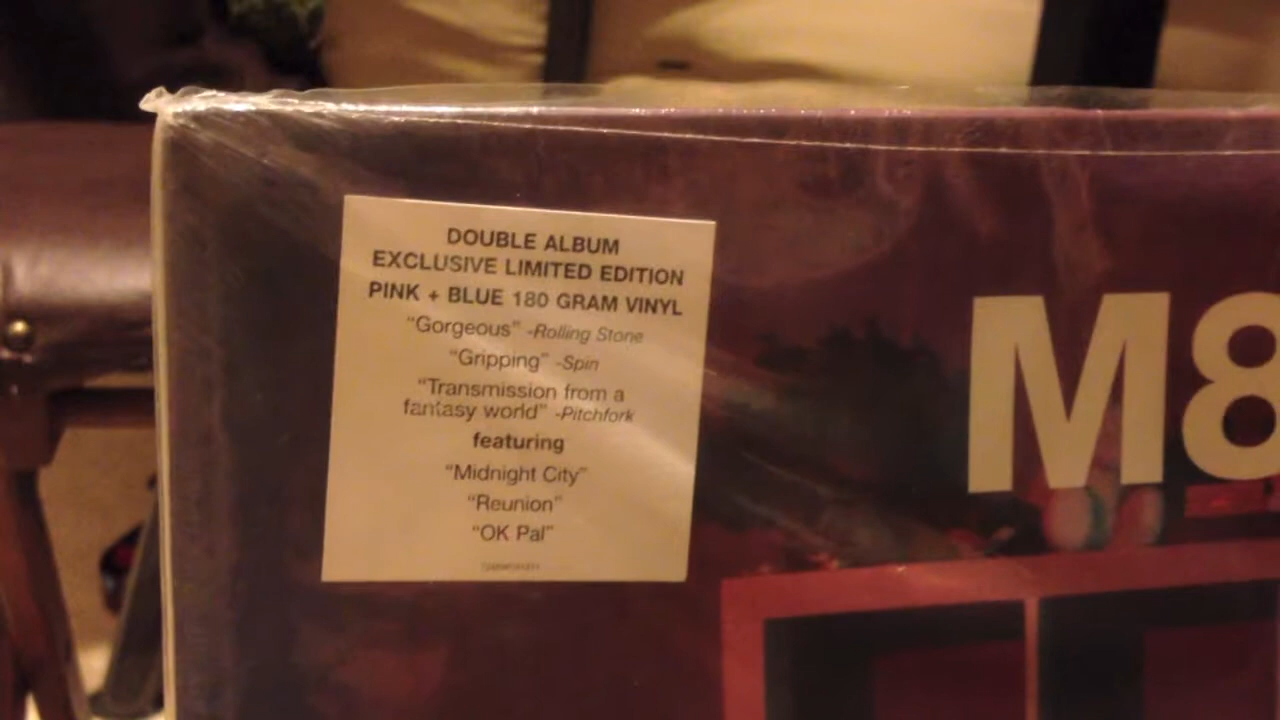 DOUBLE ALBUM
EXCLUSIVE LIMITED EDITION
PINK + BLUE 180 GRAM VINYL
"Gorgeous" -Rolling Stone
"Gripping" -Spin
"Transmission from a
fantasy world" -Pitchfork
featuring
"Midnight City"
"Reunion"
"OK Pal"
M8